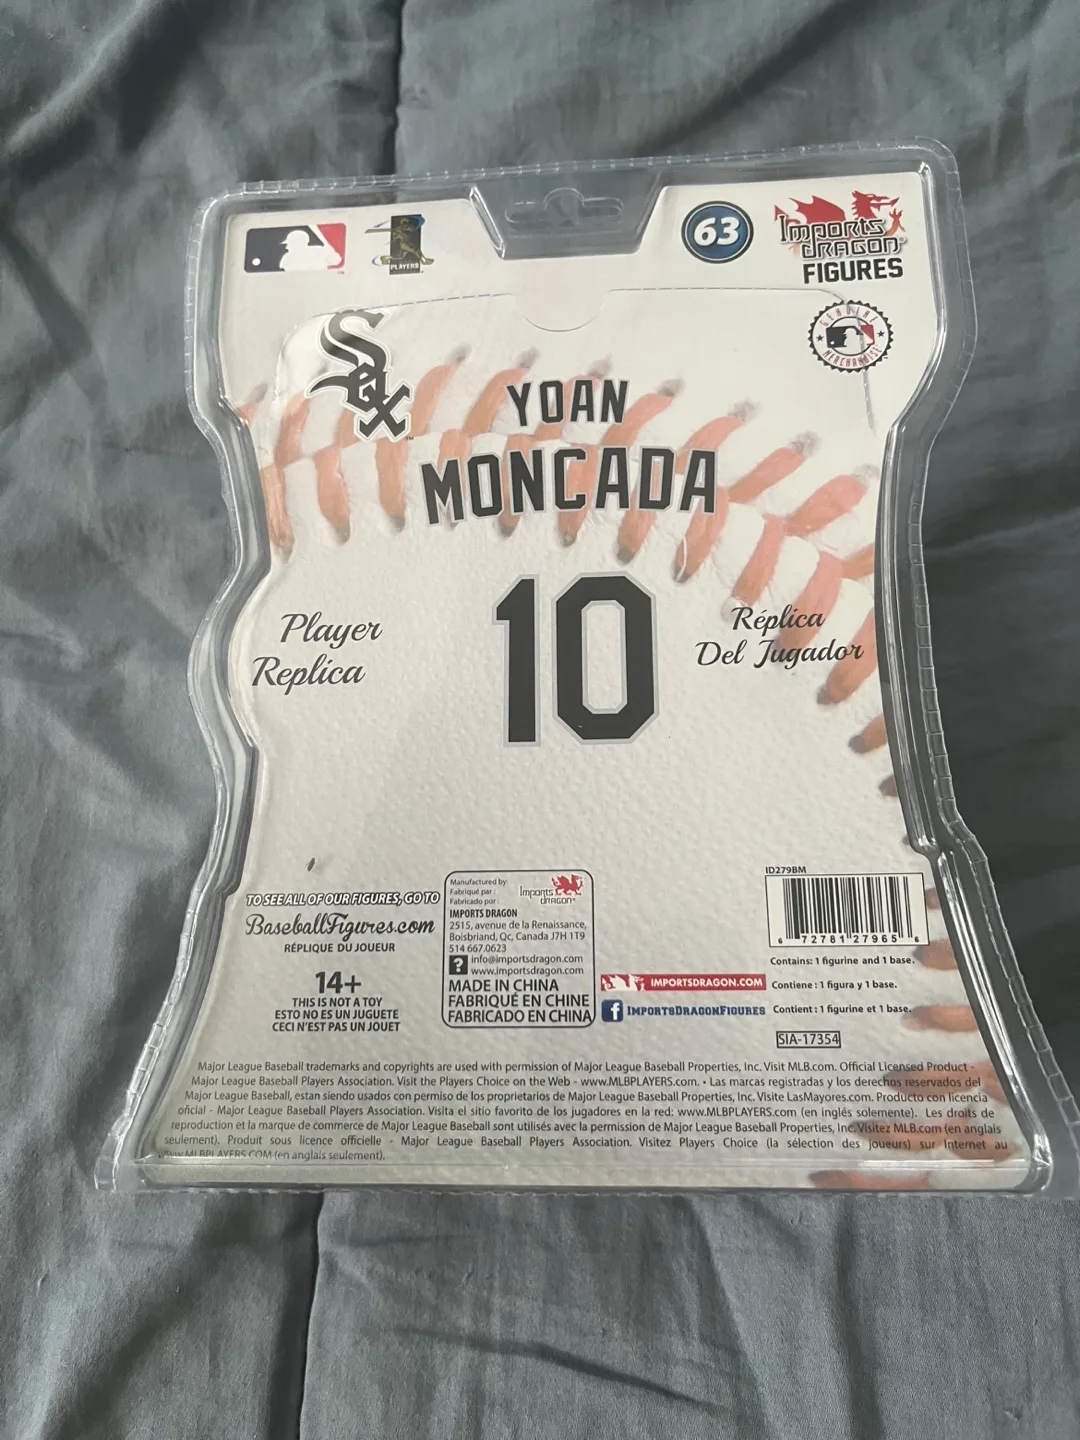 PLAYERS
63
Imports
DRAGON
FIGURES
GENUINE
MERCHANDISE
Sox
YOAN
MONCADA
10
Player
Replica
Réplica
Del Jugador
TO SEE ALL OF OUR FIGURES, GO TO
BaseballFigures.com
RÉPLIQUE DU JOUEUR
14+
THIS IS NOT A TOY
ESTO NO ES UN JUGUETE
CECI N'EST PAS UN JOUET
Manufactured by:
Fabriqué par :
Fabricado por :
Imports
DRAGON
IMPORTS DRAGON
2515, avenue de la Renaissance,
Boisbriand, Qc, Canada J7H 1T9
514 667.0623
? info@importsdragon.com
www.importsdragon.com
MADE IN CHINA
FABRIQUÉ EN CHINE
FABRICADO EN CHINA
IMPORTSDRAGON.COM
f IMPORTSDRAGONFIGURES
ID279BM
6 72781 27965 6
Contains: 1 figurine and 1 base.
Contiene : 1 figura y 1 base.
Contient : 1 figurine et 1 base.
SIA-17354
Major League Baseball trademarks and copyrights are used with permission of Major League Baseball Properties, Inc. Visit MLB.com. Official Licensed Product -
Major League Baseball Players Association. Visit the Players Choice on the Web - www.MLBPLAYERS.com. • Las marcas registradas y los derechos reservados del
Major League Baseball, estan siendo usados con permiso de los proprietarios de Major League Baseball Properties, Inc. Visite LasMayores.com. Producto con licencia
oficial - Major League Baseball Players Association. Visita el sitio favorito de los jugadores en la red: www.MLBPLAYERS.com (en inglés solemente). Les droits de
reproduction et la marque de commerce de Major League Baseball sont utilisés avec la permission de Major League Baseball Properties, Inc. Visitez MLB.com (en anglais
seulement). Produit sous licence officielle - Major League Baseball Players Association. Visitez Players Choice (la sélection des joueurs) sur Internet au
www.MLBPLAYERS.COM (en anglais seulement).